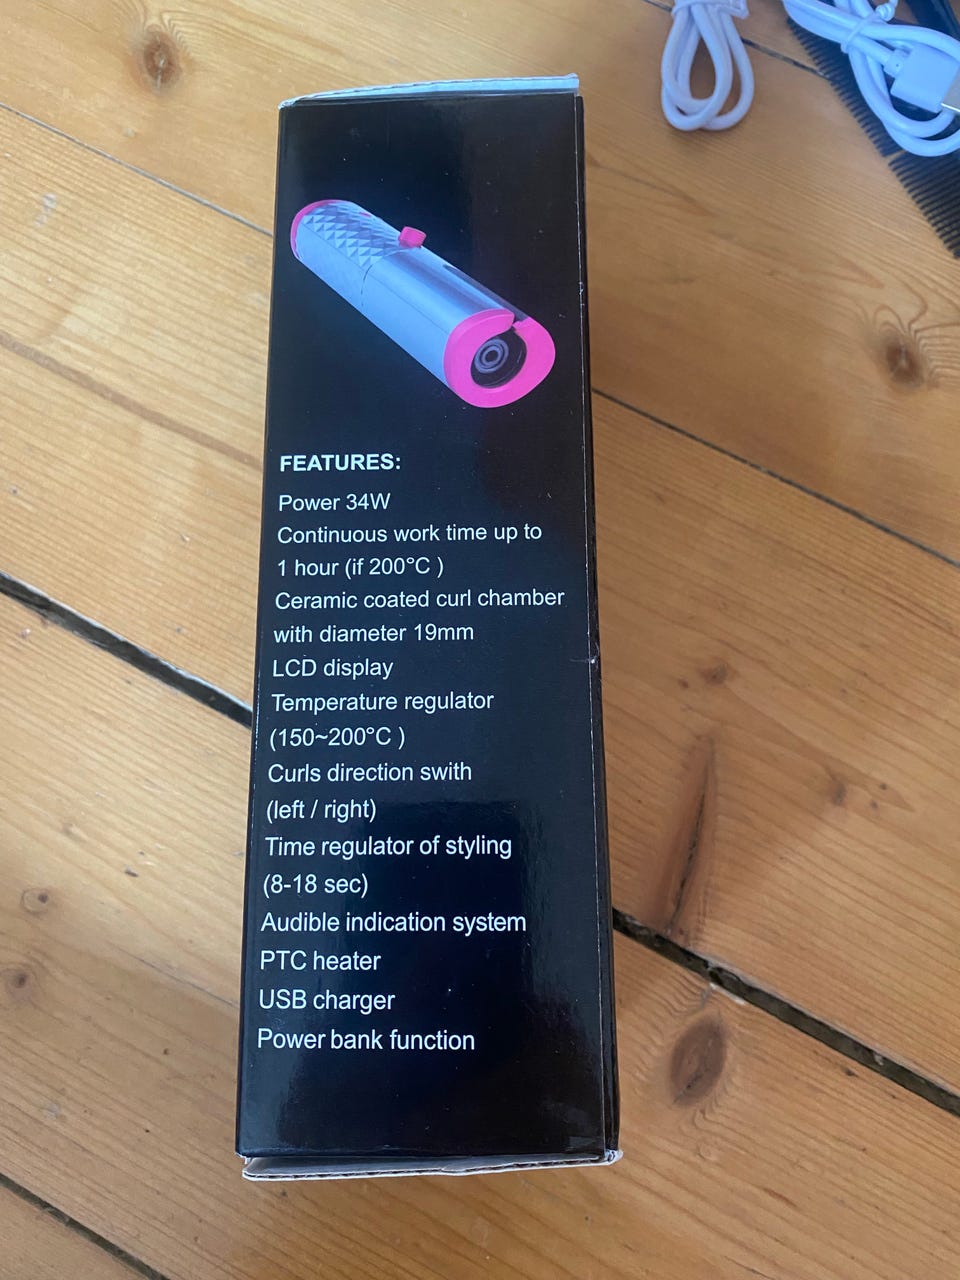 FEATURES:
Power 34W
Continuous work time up to
1 hour (if 200°C )
Ceramic coated curl chamber
with diameter 19mm
LCD display
Temperature regulator
(150~200°C )
Curls direction swith
(left / right)
Time regulator of styling
(8-18 sec)
Audible indication system
PTC heater
USB charger
Power bank function